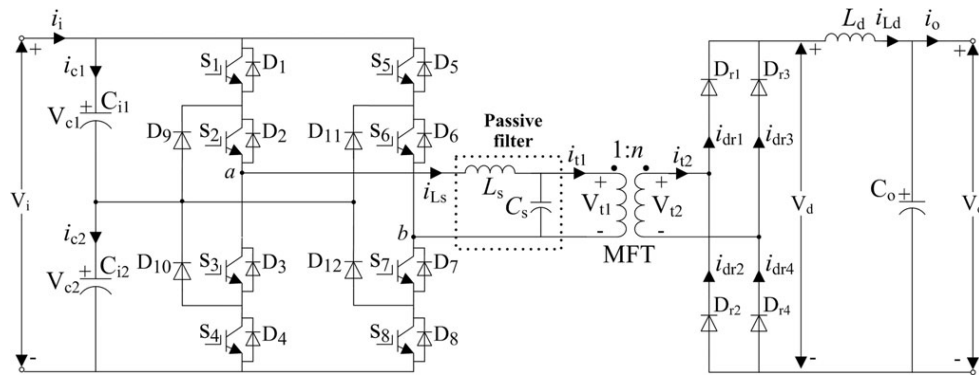 i_i
+
i_c1
V_c1 + C_i1
V_i
i_c2
V_c2 + C_i2
-
S_1 D_1
D_9
S_2 D_2
a
D_10
S_3 D_3
S_4 D_4
S_5 D_5
D_11
S_6 D_6
b
D_12
S_7 D_7
S_8 D_8
Passive
filter
i_Ls
L_s
C_s
i_t1
1:n
i_t2
+
V_t1
-
+
V_t2
-
MFT
D_r1 D_r3
i_dr1 i_dr3
i_dr2 i_dr4
D_r2 D_r4
+
V_d
-
L_d
i_Ld
i_o
C_o +
+
-